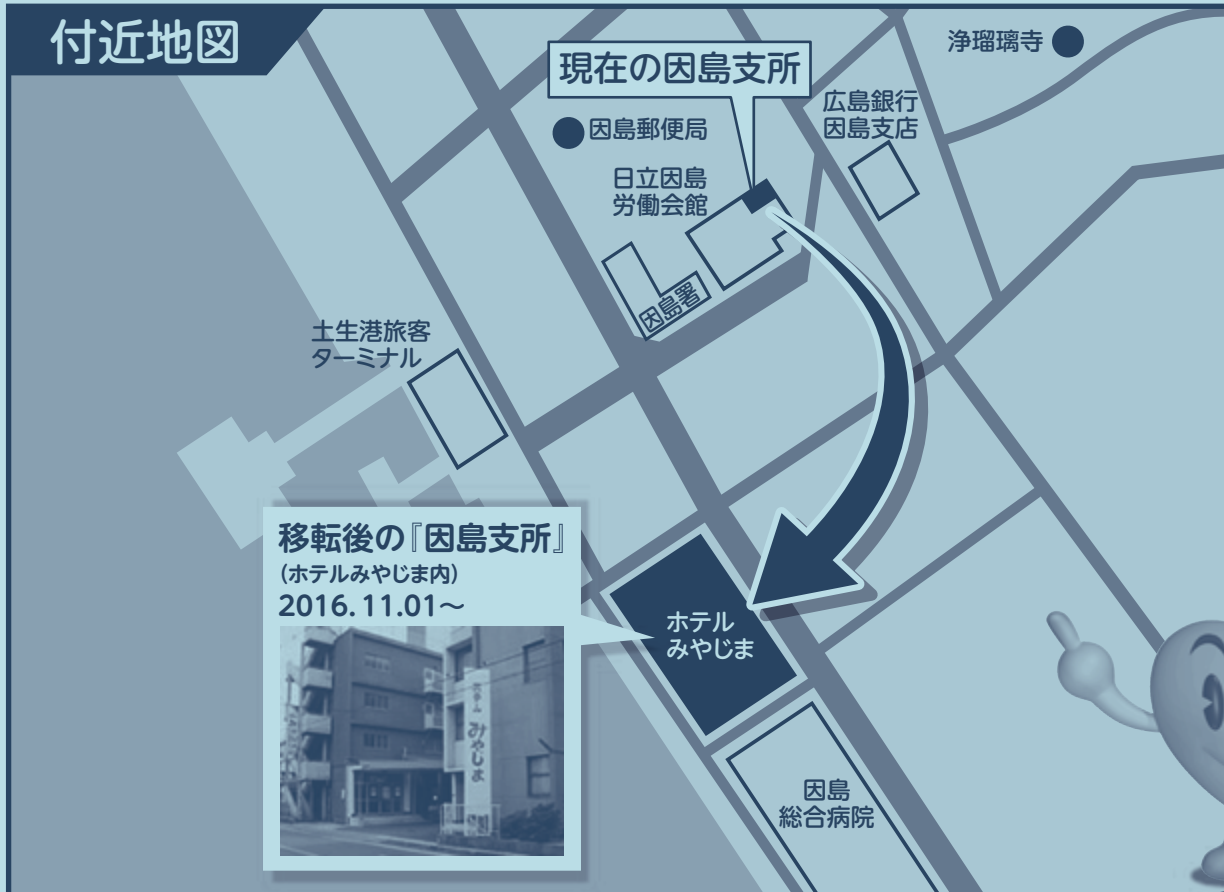 付近地図
浄瑠璃寺
現在の因島支所
広島銀行
因島支店
因島郵便局
日立因島
労働会館
因島署
土生港旅客
ターミナル
移転後の『因島支所』
(ホテルみやじま内)
2016.11.01～
ホテル
みやじま
ホテル みやじま
因島
総合病院